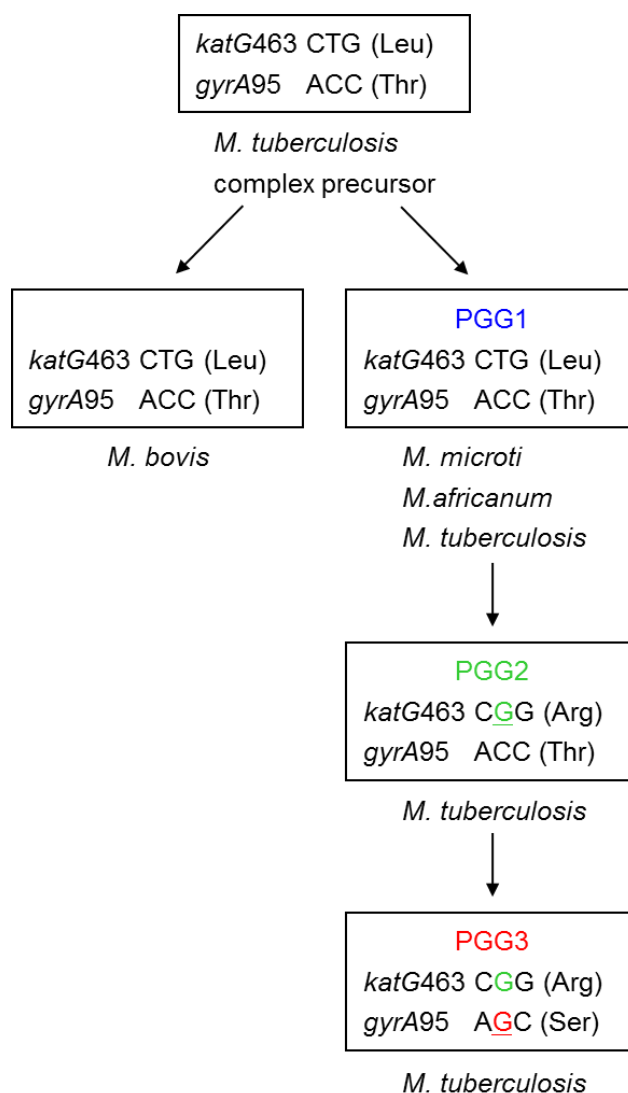 katG463 CTG (Leu)
gyrA95 ACC (Thr)
M. tuberculosis
complex precursor
katG463 CTG (Leu)
gyrA95 ACC (Thr)
M. bovis
PGG1
katG463 CTG (Leu)
gyrA95 ACC (Thr)
M. microti
M.africanum
M. tuberculosis
PGG2
katG463 CGG (Arg)
gyrA95 ACC (Thr)
M. tuberculosis
PGG3
katG463 CGG (Arg)
gyrA95 AGC (Ser)
M. tuberculosis